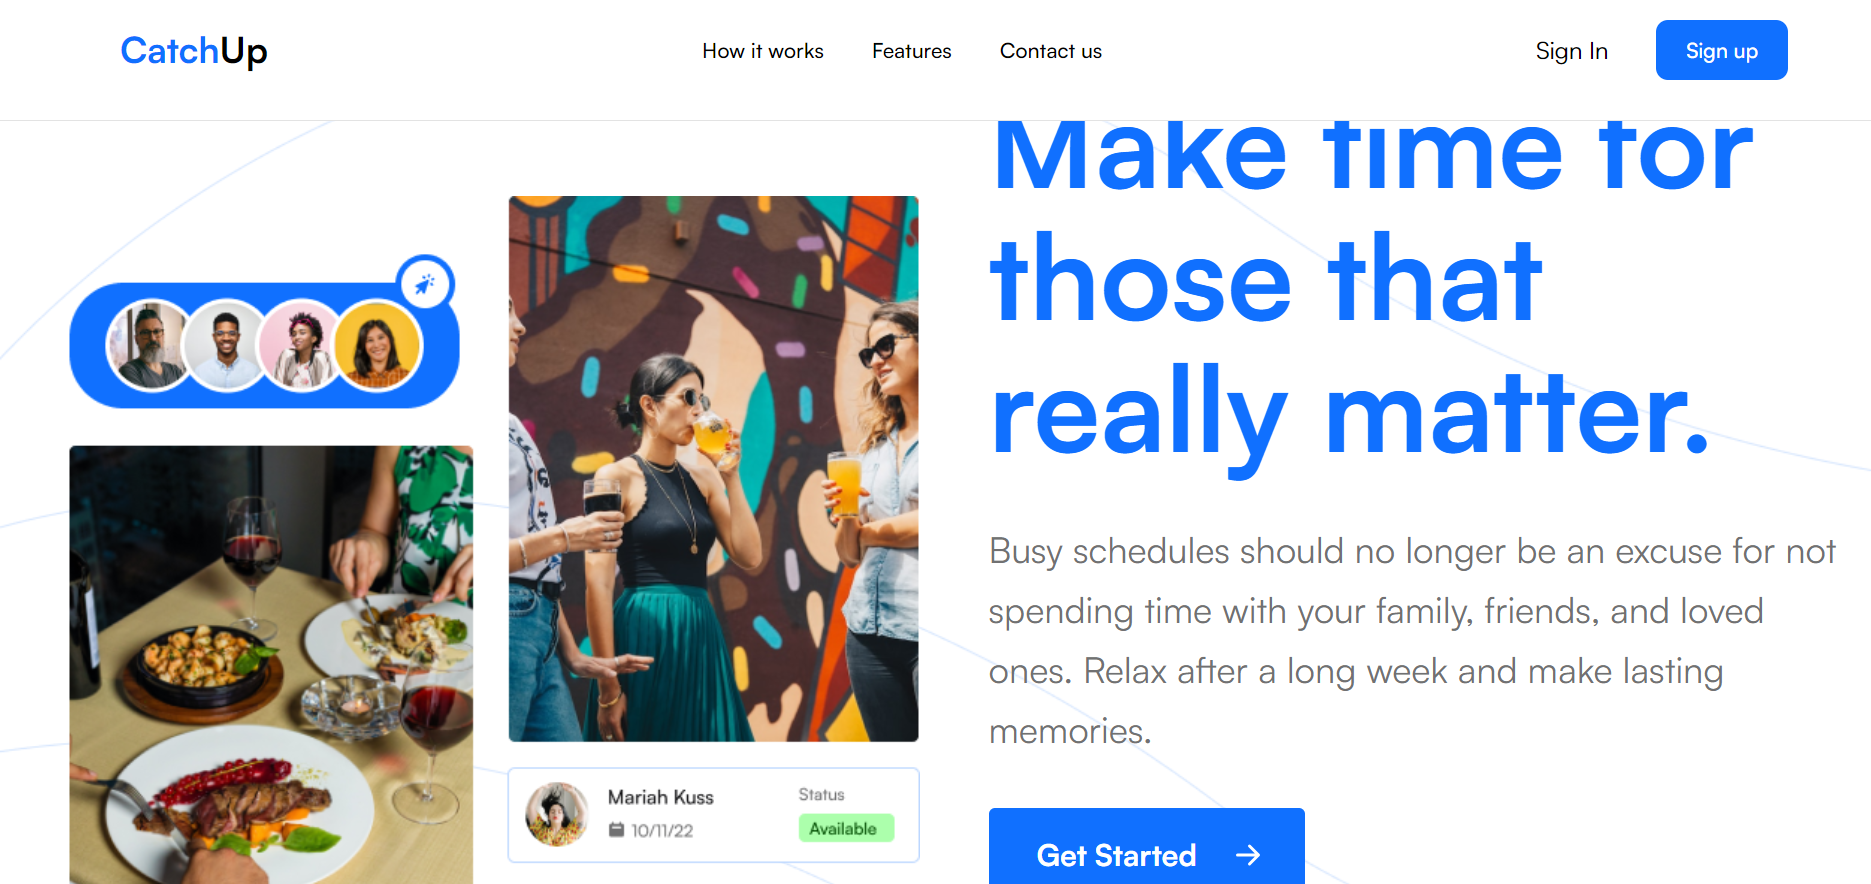 CatchUp
How it works
Features
Contact us
Sign In
Sign up
Make time for
those that
really matter.
Busy schedules should no longer be an excuse for not
spending time with your family, friends, and loved
ones. Relax after a long week and make lasting
memories.
Get Started
Mariah Kuss
10/11/22
Status
Available